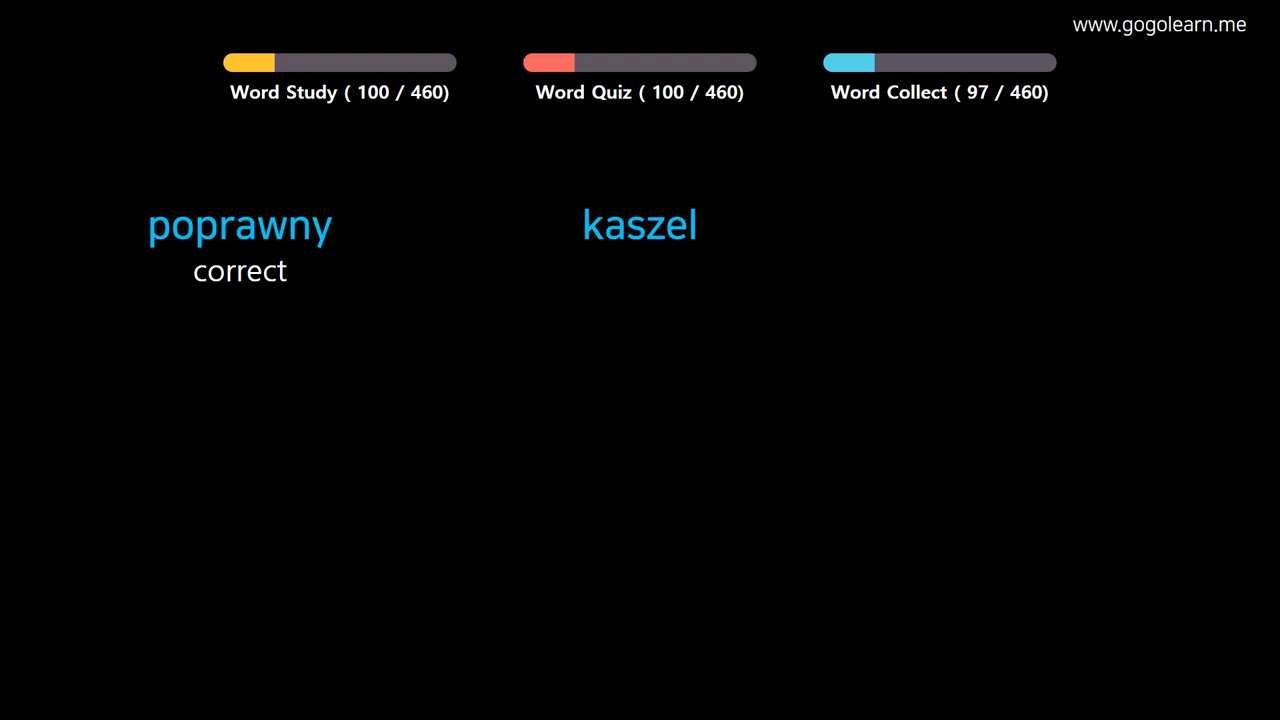 www.gogolearn.me
Word Study ( 100 / 460)
Word Quiz ( 100 / 460)
Word Collect ( 97 / 460)
poprawny
correct
kaszel